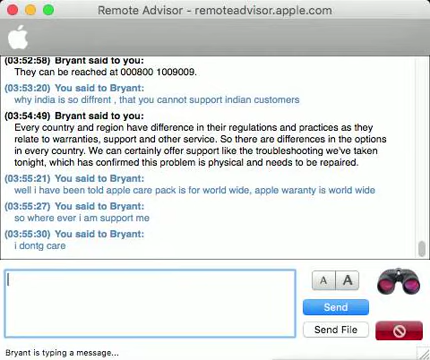 Remote Advisor - remoteadvisor.apple.com
(03:52:58) Bryant said to you:
They can be reached at 000800 1009009.
(03:53:20) You said to Bryant:
why india is so diffrent , that you cannot support indian customers
(03:54:49) Bryant said to you:
Every country and region have difference in their regulations and practices as they
relate to warranties, support and other service. So there are differences in the options
in every country. We can certainly offer support like the troubleshooting we've taken
tonight, which has confirmed this problem is physical and needs to be repaired.
(03:55:21) You said to Bryant:
well i have been told apple care pack is for world wide, apple waranty is world wide
(03:55:27) You said to Bryant:
so where ever i am support me
(03:55:30) You said to Bryant:
i dontg care
A A
Send
Send File
Bryant is typing a message...